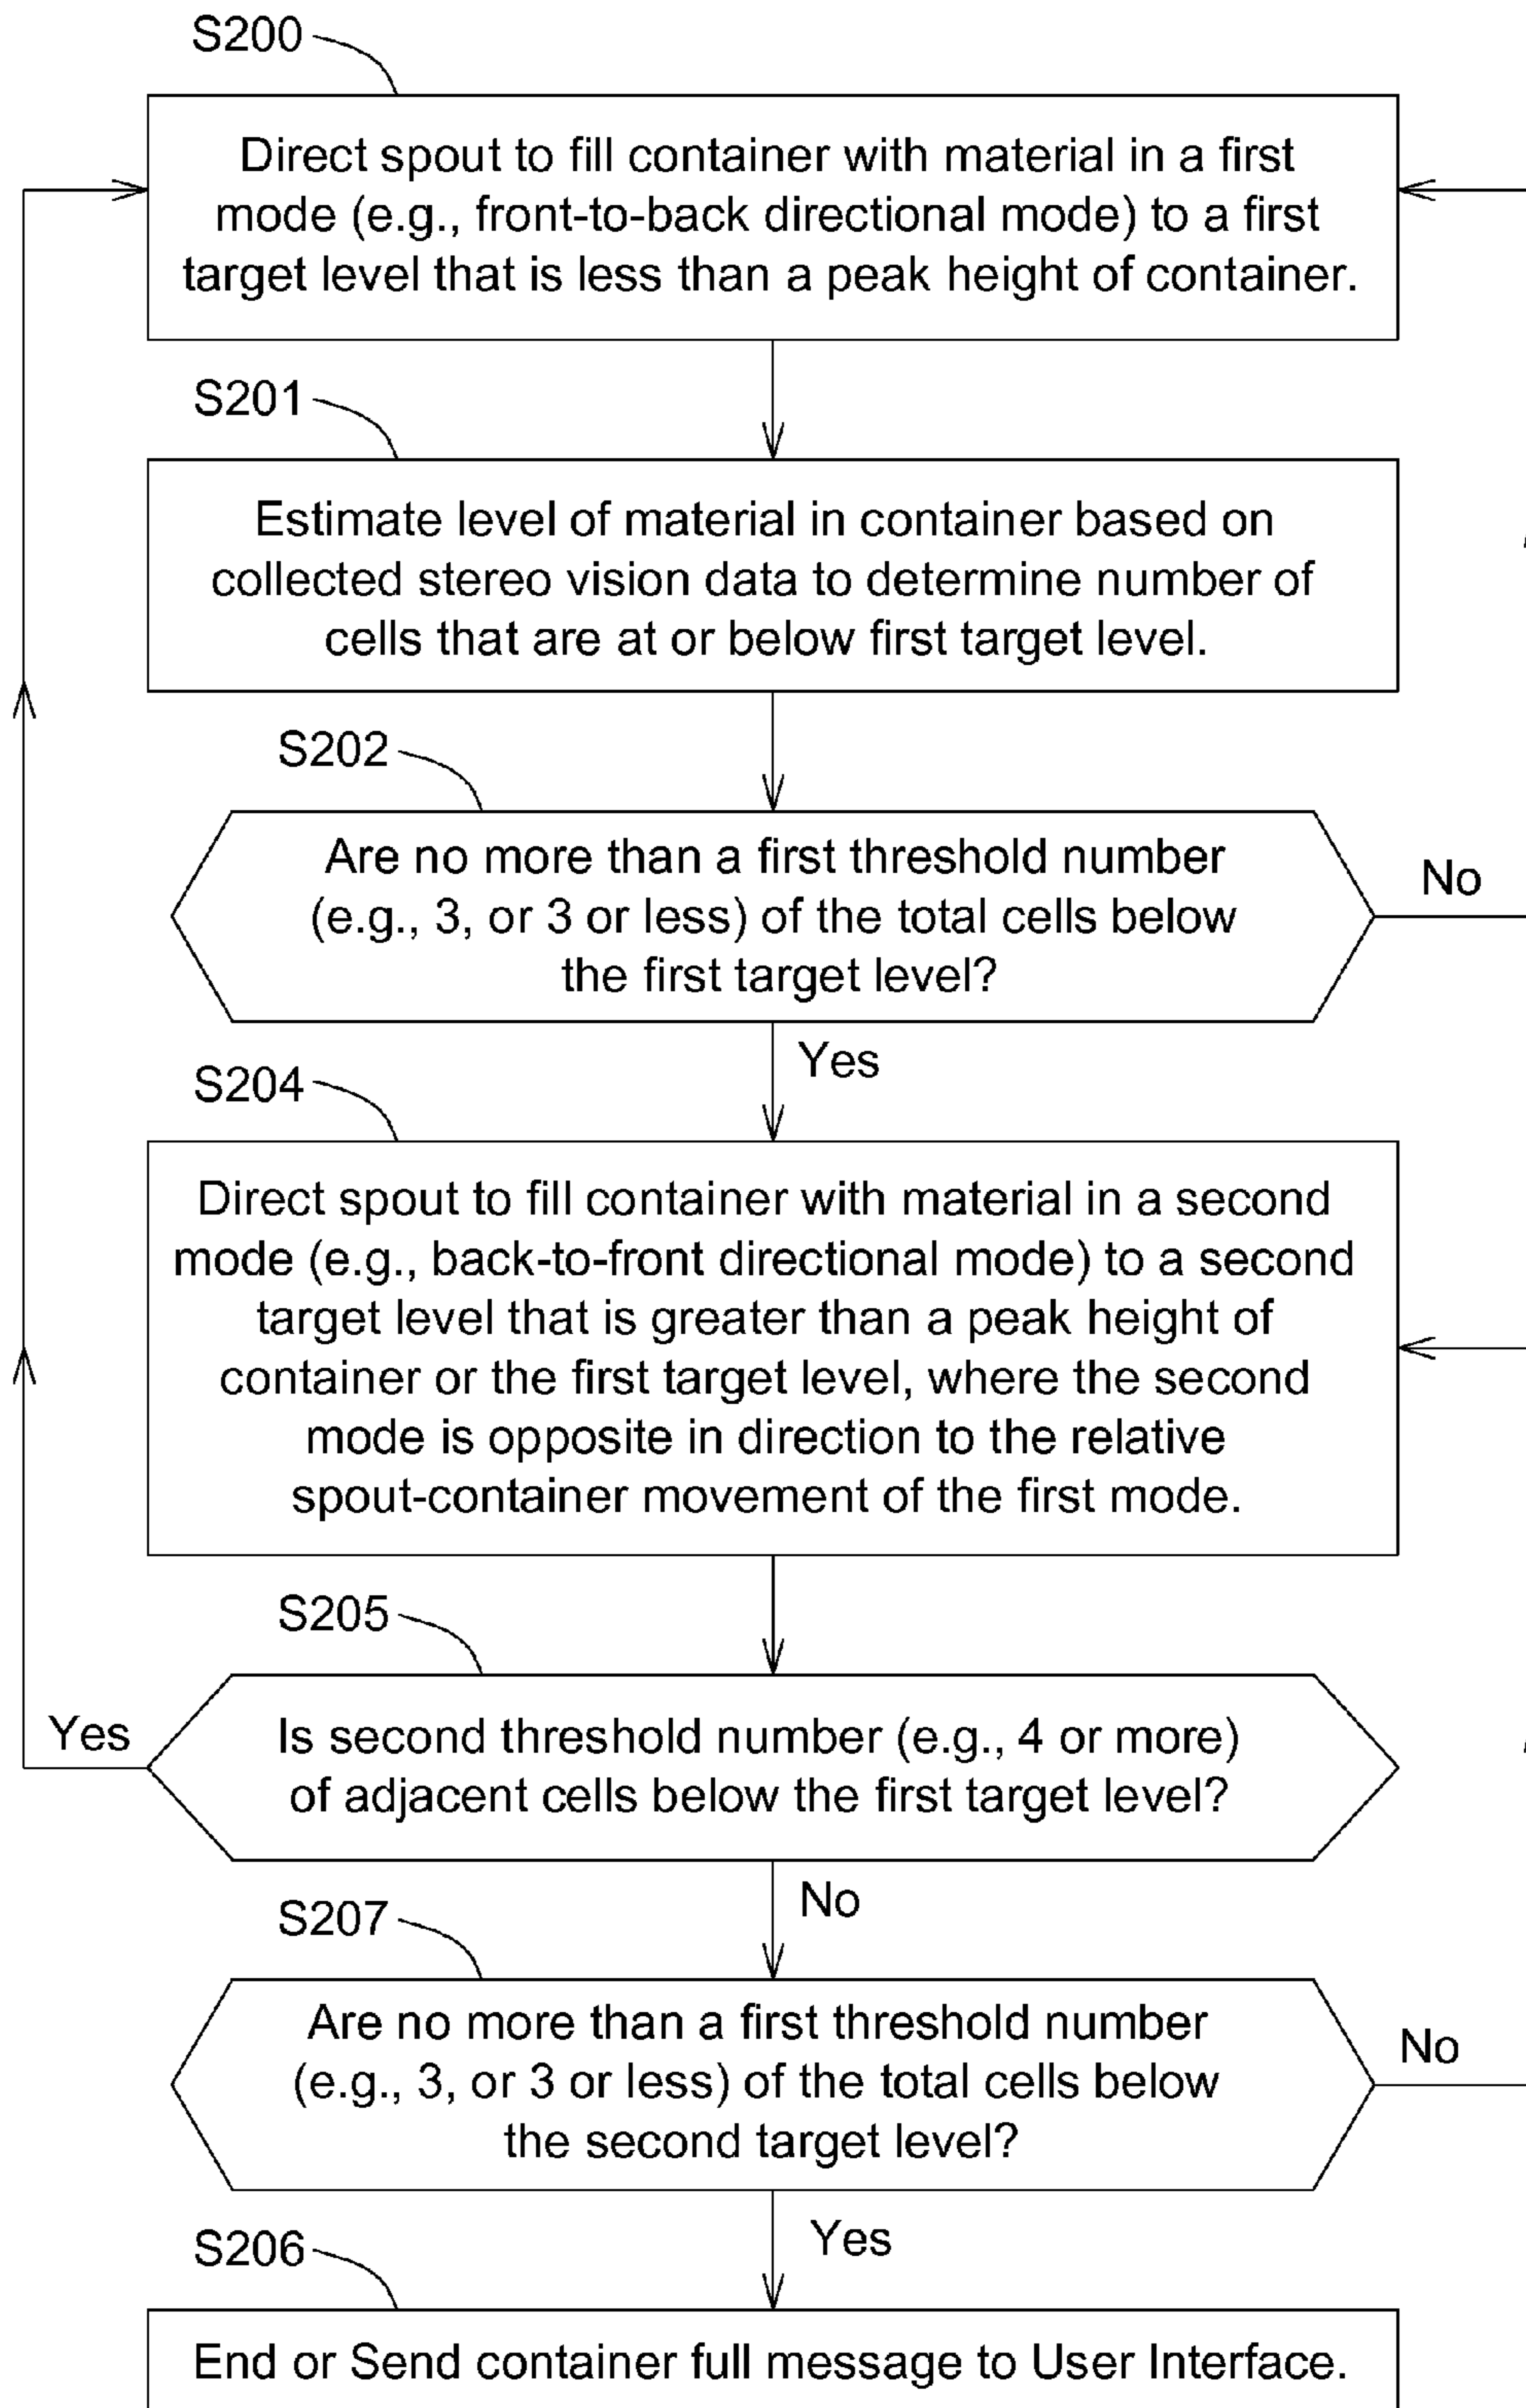 S200
Direct spout to fill container with material in a first
mode (e.g., front-to-back directional mode) to a first
target level that is less than a peak height of container.
S201
Estimate level of material in container based on
collected stereo vision data to determine number of
cells that are at or below first target level.
S202
Are no more than a first threshold number
(e.g., 3, or 3 or less) of the total cells below
the first target level?
No
Yes
S204
Direct spout to fill container with material in a second
mode (e.g., back-to-front directional mode) to a second
target level that is greater than a peak height of
container or the first target level, where the second
mode is opposite in direction to the relative
spout-container movement of the first mode.
S205
Yes
Is second threshold number (e.g., 4 or more)
of adjacent cells below the first target level?
No
S207
Are no more than a first threshold number
(e.g., 3, or 3 or less) of the total cells below
the second target level?
No
Yes
S206
End or Send container full message to User Interface.